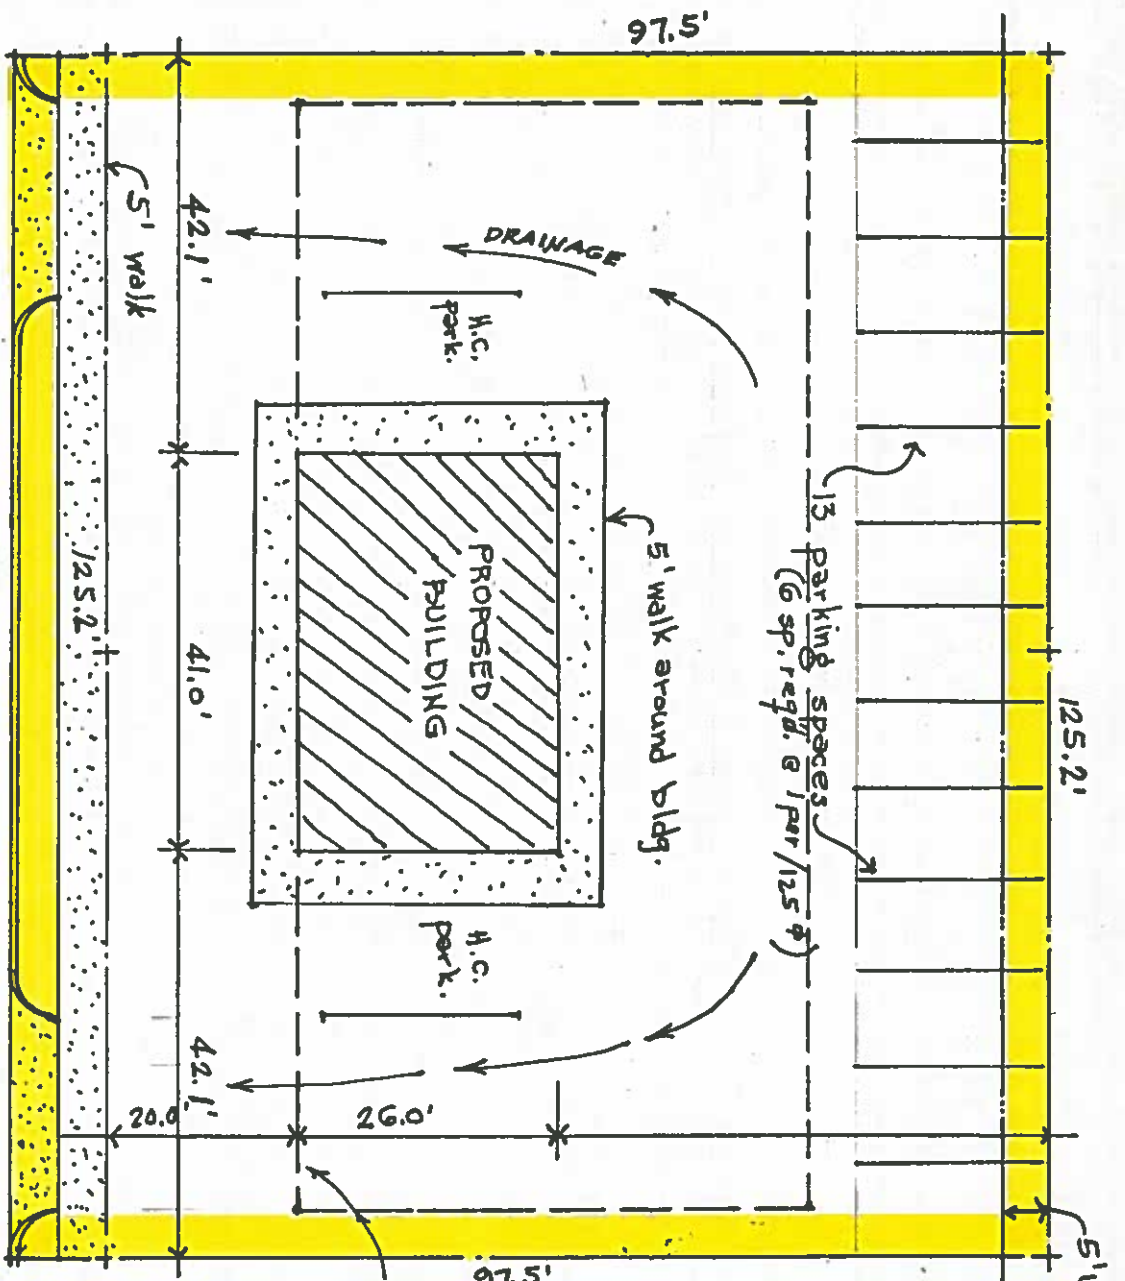 97.5'
5' walk
42.1'
DRAINAGE
H.C.
park.
13 parking spaces
(6 sp. reqd. @ 1 per/125 ⌀)
5' walk around bldg.
PROPOSED
BUILDING
125.2'
41.0'
125.2'
H.C.
park.
42.1'
20.0
26.0'
97.5'
5'